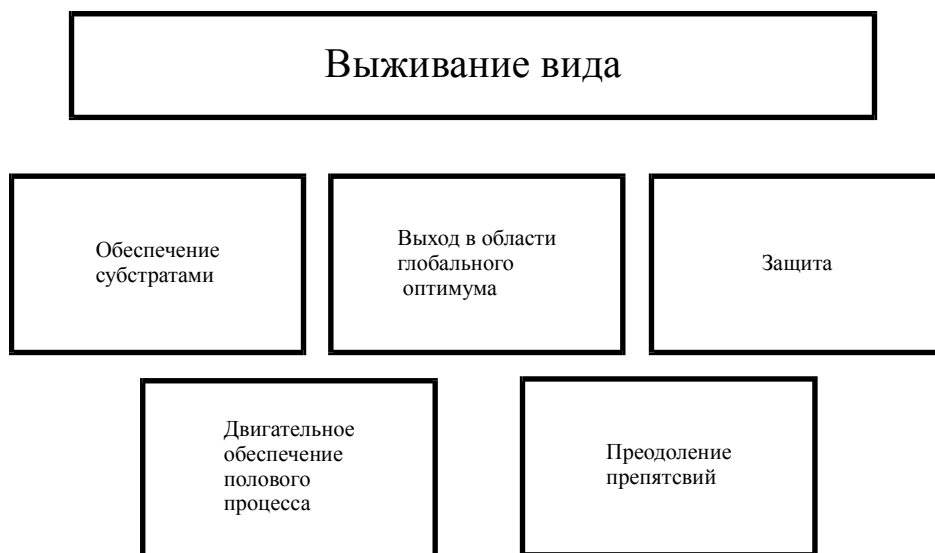 Выживание вида
Обеспечение
субстратами
Выход в области
глобального
оптимума
Защита
Двигательное
обеспечение
полового
процесса
Преодоление
препятсвий